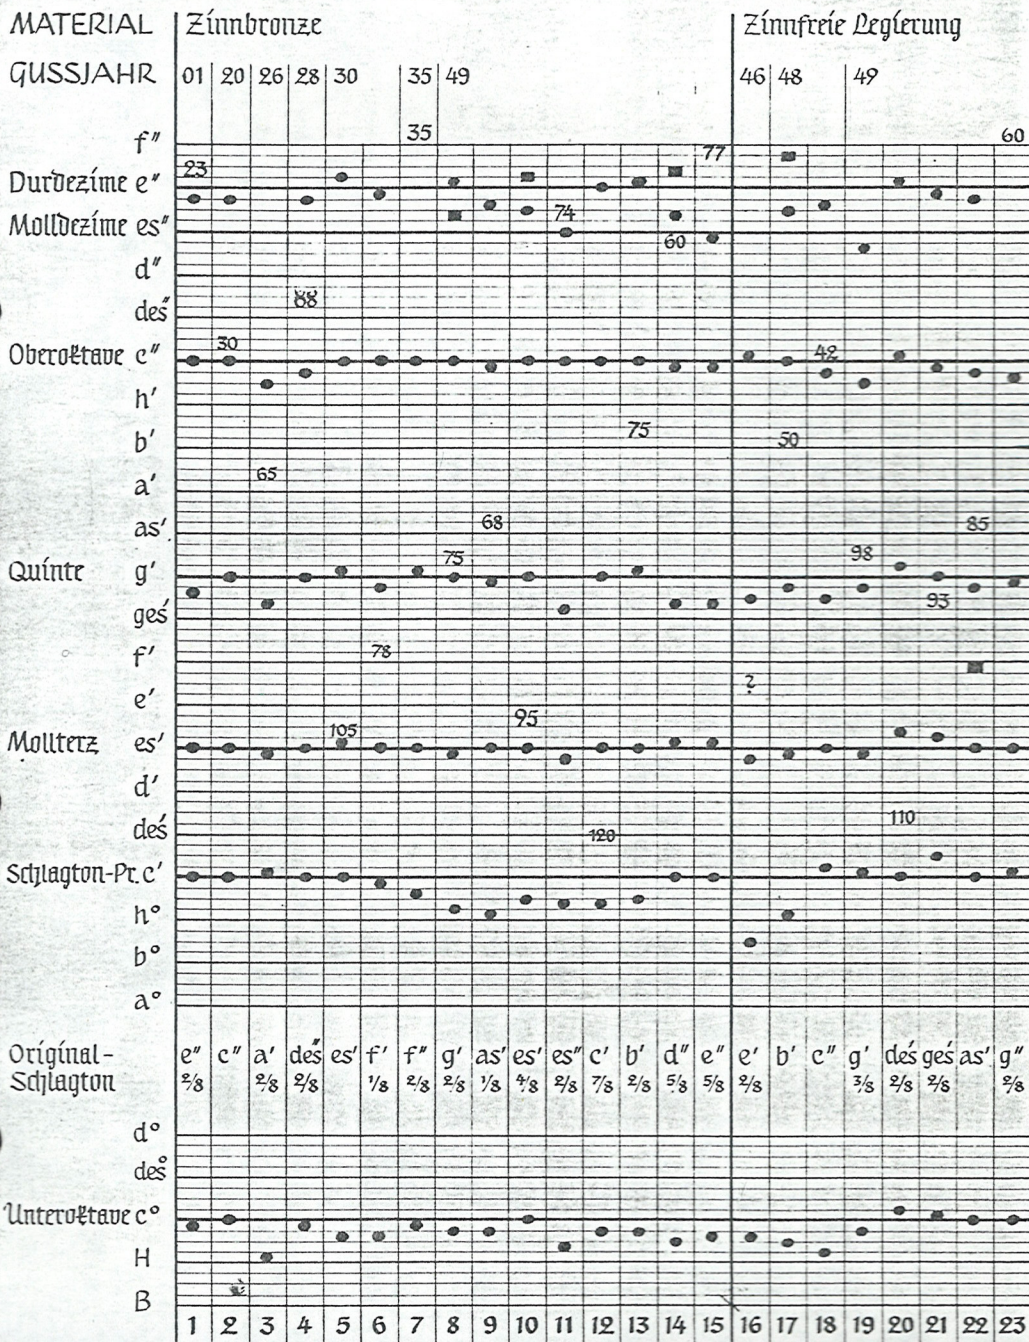 MATERIAL Zinnbronze Zinnfreie Legierung
GUSSJAHR 01 20 26 28 30 35 49 46 48 49
35 60
f″
77
23
Durdezime e″
74
Molldezime es″
60
d″
88
des″
30
Oberoktave c″ 42
h′
75
b′ 50
65
a′
68 85
as′
75 98
Quinte g′
93
ges′
78
f′
?
e′
95
105
Mollterz es′
d′
110
des′
120
Schlagton-Pr. c′
h°
b°
a°
Original- e″ c″ a′ des″ es′ f′ f″ g′ as′ es′ es″ c′ b′ d″ e″ e′ b′ c″ g′ des′ ges′ as′ g″
Schlagton 2/8 2/8 2/8 1/8 2/8 2/8 1/8 4/8 2/8 7/8 2/8 5/8 5/8 2/8 3/8 2/8 2/8 2/8
d°
des°
Unteroktave c°
H
B
1 2 3 4 5 6 7 8 9 10 11 12 13 14 15 16 17 18 19 20 21 22 23